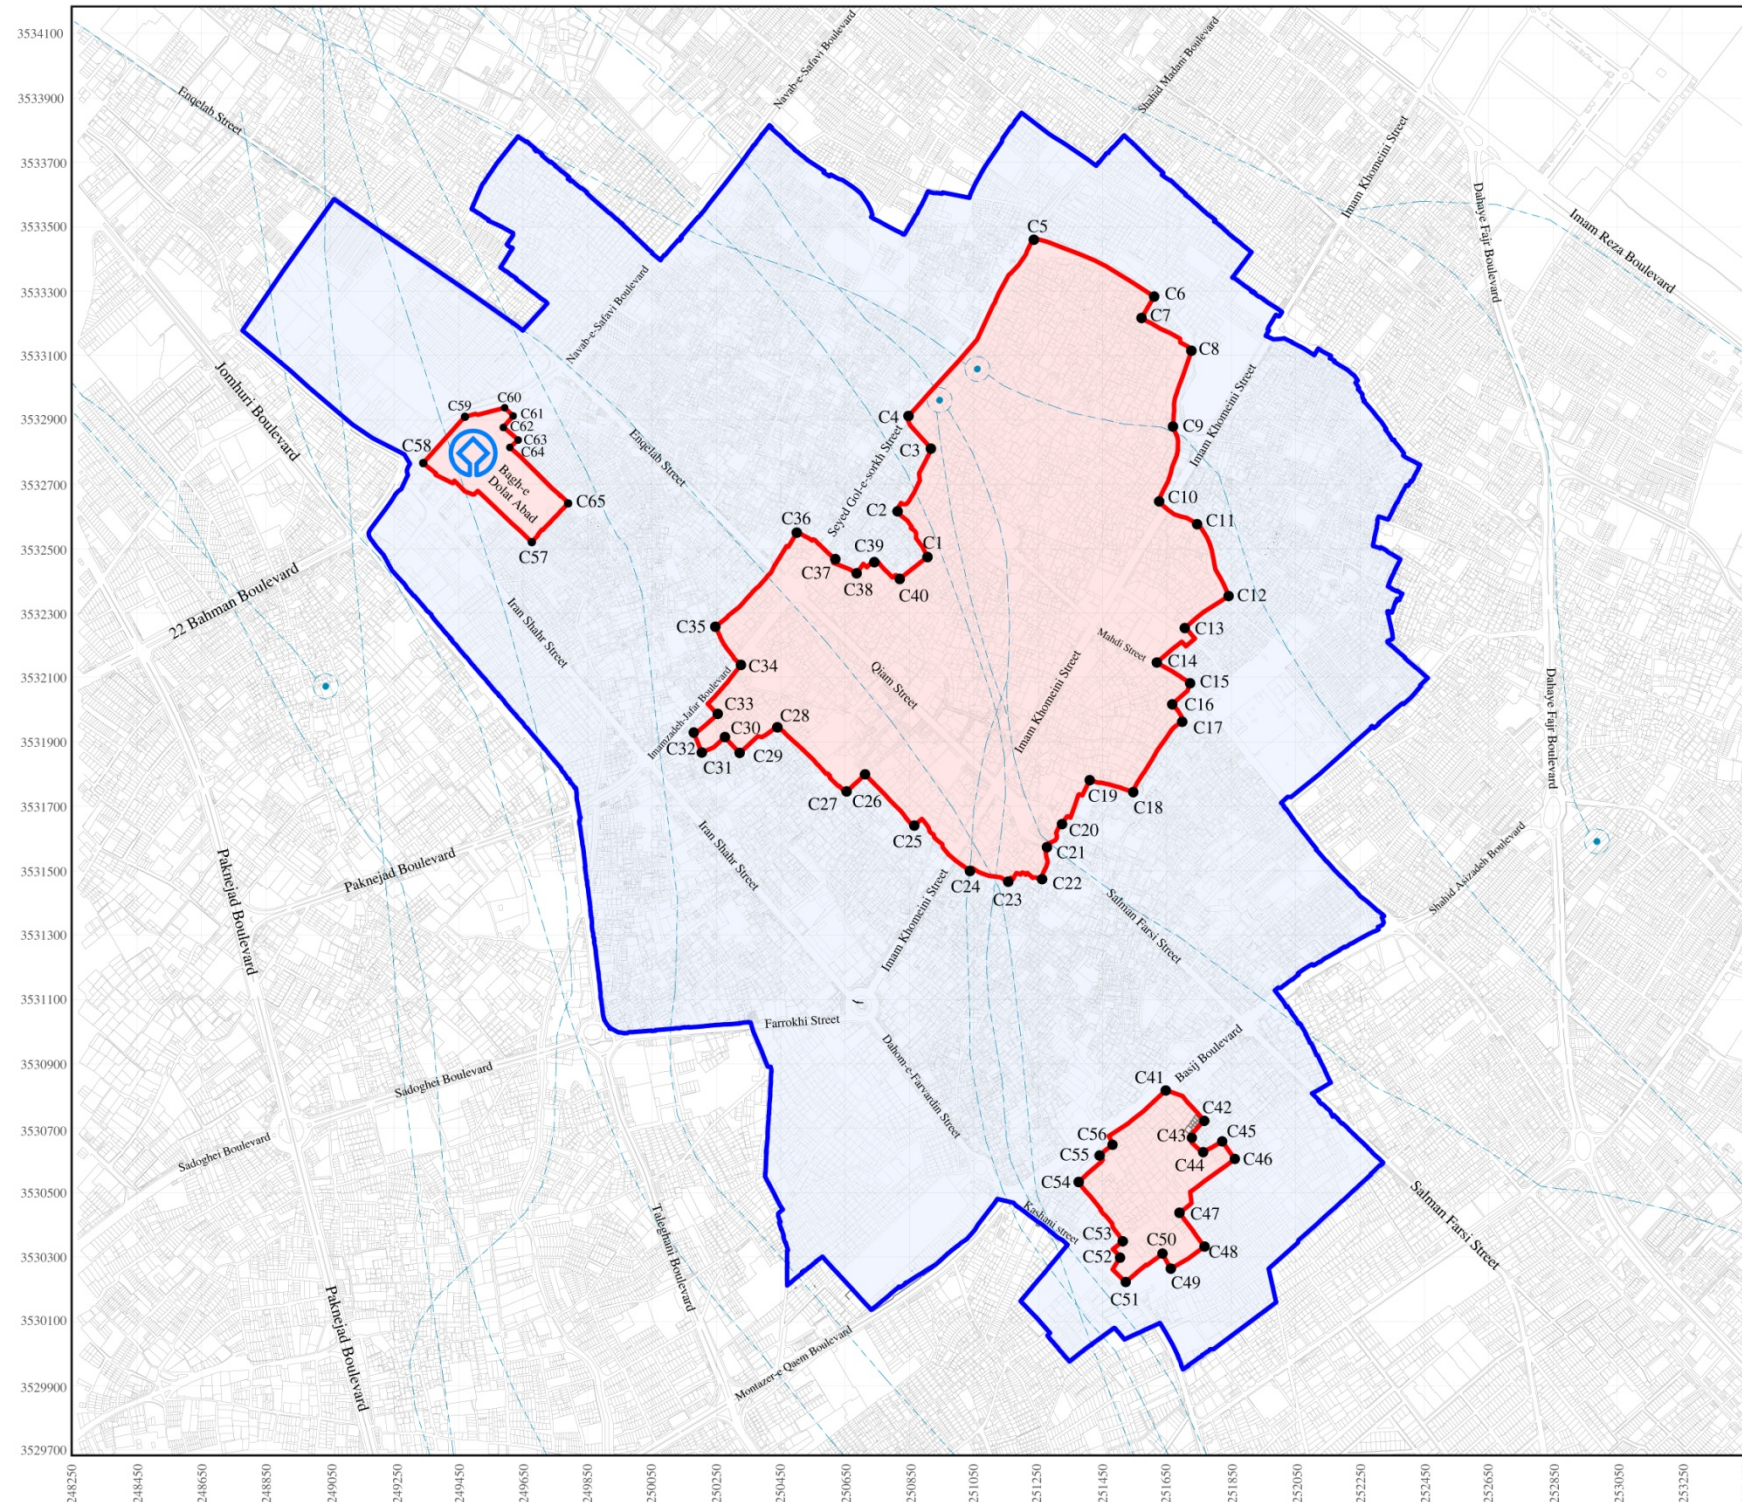 3534100
3533900
3533700
3533500
3533300
3533100
3532900
3532700
3532500
3532300
3532100
3531900
3531700
3531500
3531300
3531100
3530900
3530700
3530500
3530300
3530100
3529900
3529700
248250
248450
248650
248850
249050
249250
249450
249650
249850
250050
250250
250450
250650
250850
251050
251250
251450
251650
251850
252050
252250
252450
252650
252850
253050
253250
Navab-e-Safavi Boulevard
Shahid Madani Boulevard
Enqelab Street
Imam Khomeini Street
Dahaye Fajr Boulevard
Imam Reza Boulevard
Navab-e-Safavi Boulevard
Jomhuri Boulevard
Enqelab Street
Seyed Gol-e-sorkh Street
Imam Khomeini Street
Bagh-e
Dolat Abad
22 Bahman Boulevard
Iran Shahr Street
Mahdi Street
Qiam Street
Imam Khomeini Street
Imamzadeh-Jafar Boulevard
Dahaye Fajr Boulevard
Paknejad Boulevard
Paknejad Boulevard
Iran Shahr Street
Imam Khomeini Street
Salman Farsi Street
Shahid Asizadeh Boulevard
Farrokhi Street
Dahom-e-Farvardin Street
Basij Boulevard
Sadoghei Boulevard
Sadoghei Boulevard
Taleghani Boulevard
Kashani street
Salman Farsi Street
Paknejad Boulevard
Montazer-e Qaem Boulevard
C1
C2
C3
C4
C5
C6
C7
C8
C9
C10
C11
C12
C13
C14
C15
C16
C17
C18
C19
C20
C21
C22
C23
C24
C25
C26
C27
C28
C29
C30
C31
C32
C33
C34
C35
C36
C37
C38
C39
C40
C41
C42
C43
C44
C45
C46
C47
C48
C49
C50
C51
C52
C53
C54
C55
C56
C57
C58
C59
C60
C61
C62
C63
C64
C65